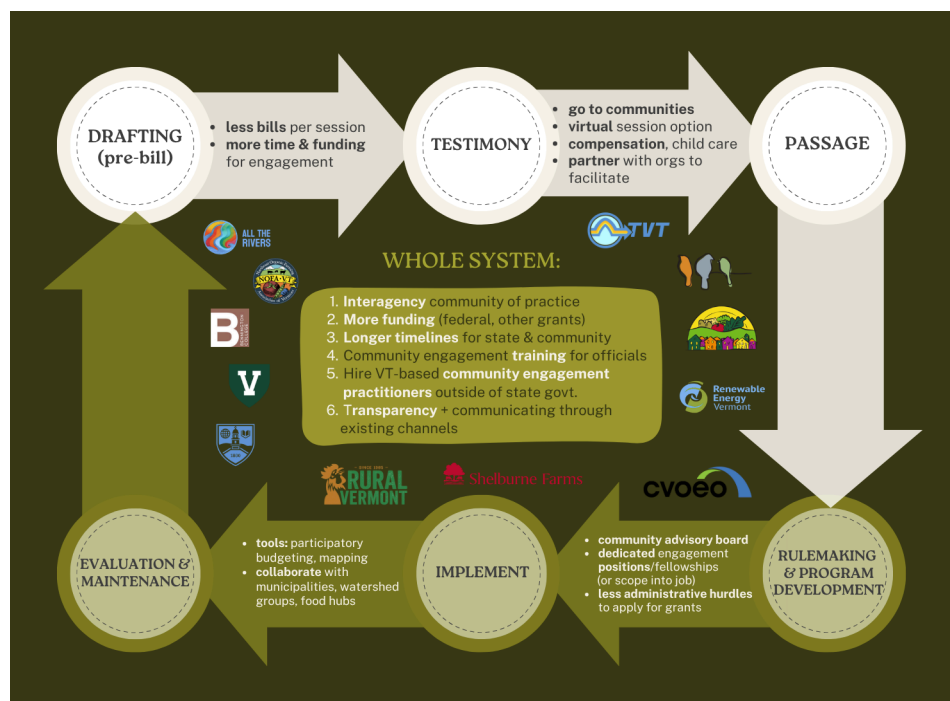 DRAFTING
(pre-bill)
• less bills per session
• more time & funding
for engagement
TESTIMONY
• go to communities
• virtual session option
• compensation, child care
• partner with orgs to
facilitate
PASSAGE
ALL THE
RIVERS
TVT
NOFA-VT
B
V
WHOLE SYSTEM:
1. Interagency community of practice
2. More funding (federal, other grants)
3. Longer timelines for state & community
4. Community engagement training for officials
5. Hire VT-based community engagement
practitioners outside of state govt.
6. Transparency + communicating through
existing channels
Renewable
Energy
Vermont
RURAL
VERMONT
Shelburne Farms
cvoeo
EVALUATION &
MAINTENANCE
• tools: participatory
budgeting, mapping
• collaborate with
municipalities, watershed
groups, food hubs
IMPLEMENT
• community advisory board
• dedicated engagement
positions/fellowships
(or scope into job)
• less administrative hurdles
to apply for grants
RULEMAKING
& PROGRAM
DEVELOPMENT